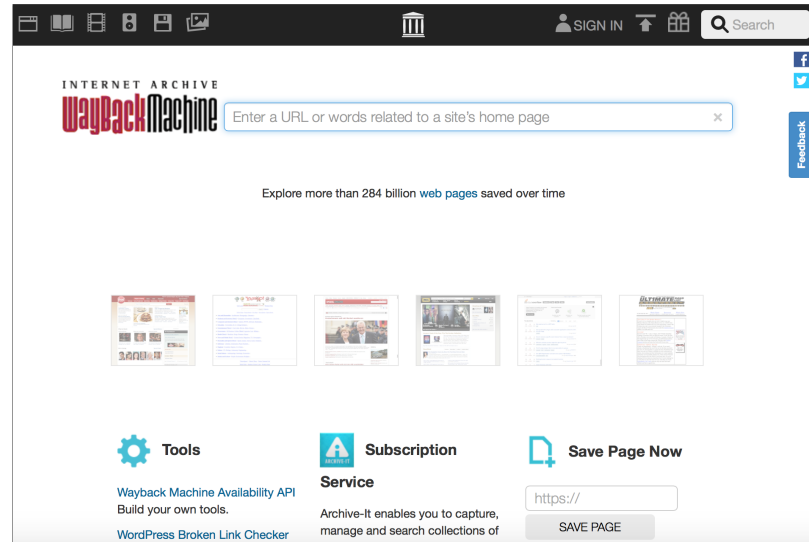 SIGN IN
Search
INTERNET ARCHIVE
WayBackMachine
Enter a URL or words related to a site's home page
Feedback
Explore more than 284 billion web pages saved over time
ULTIMATE
Tools
Wayback Machine Availability API
Build your own tools.
WordPress Broken Link Checker
Subscription
Service
ARCHIVE-IT
Archive-It enables you to capture,
manage and search collections of
Save Page Now
https://
SAVE PAGE